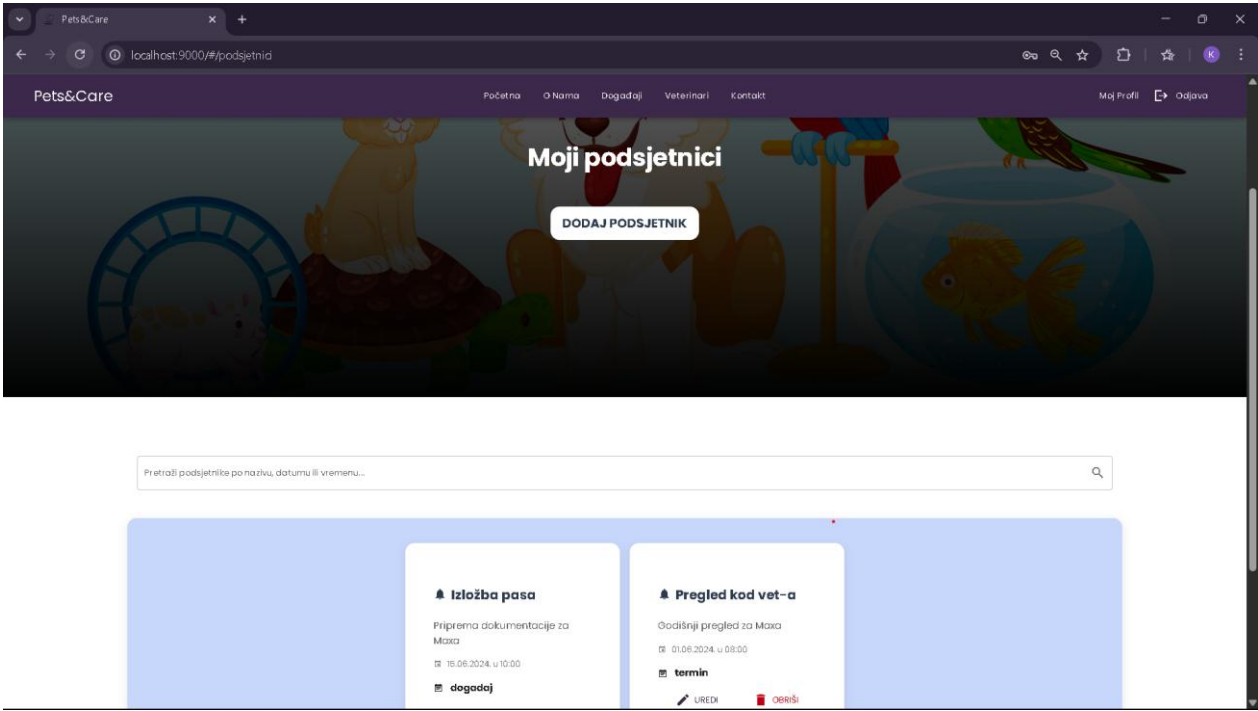 Pets&Care
localhost:9000/#/podsjetnici
K
Pets&Care
Početna O Nama Događaji Veterinari Kontakt
Moj Profil Odjava
Moji podsjetnici
DODAJ PODSJETNIK
Pretraži podsjetnike po nazivu, datumu ili vremenu...
Izložba pasa
Priprema dokumentacije za
Maxa
15.06.2024. u 10:00
događaj
Pregled kod vet-a
Godišnji pregled za Maxa
01.06.2024. u 08:00
termin
UREDI OBRIŠI